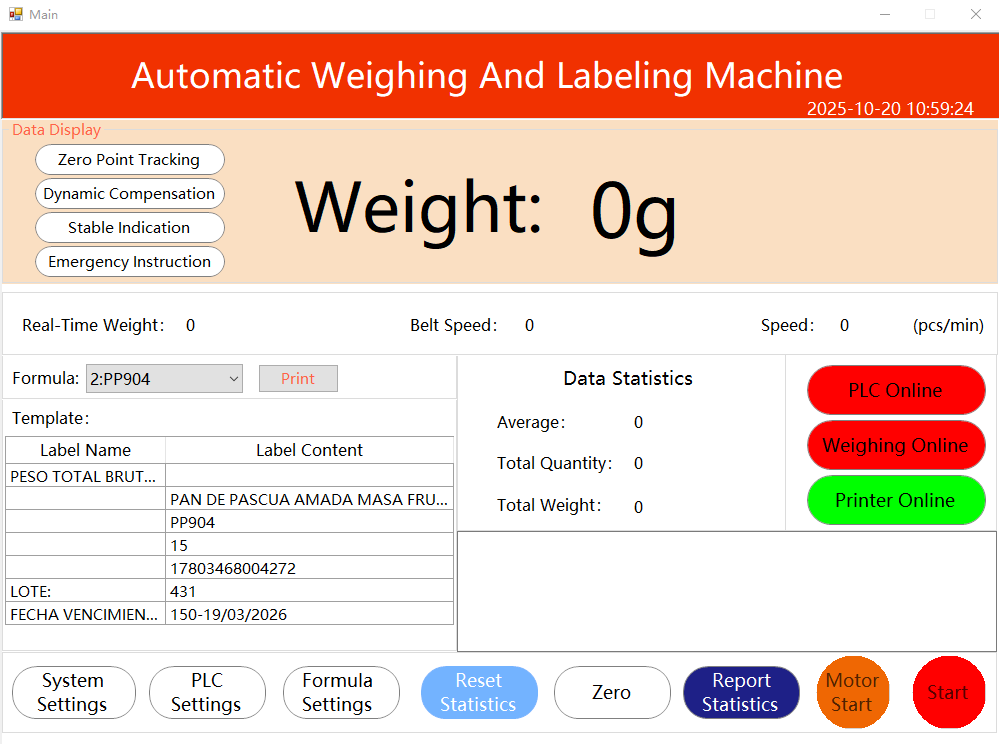 Main
Automatic Weighing And Labeling Machine
2025-10-20 10:59:24
Data Display
Zero Point Tracking
Dynamic Compensation
Stable Indication
Emergency Instruction
Weight: 0g
Real-Time Weight: 0 Belt Speed: 0 Speed: 0 (pcs/min)
Formula: 2:PP904 Print
Template:
Label Name Label Content
PESO TOTAL BRUT...
PAN DE PASCUA AMADA MASA FRU...
PP904
15
17803468004272
LOTE: 431
FECHA VENCIMIEN... 150-19/03/2026
Data Statistics
Average: 0
Total Quantity: 0
Total Weight: 0
PLC Online
Weighing Online
Printer Online
System
Settings
PLC
Settings
Formula
Settings
Reset
Statistics
Zero
Report
Statistics
Motor
Start
Start